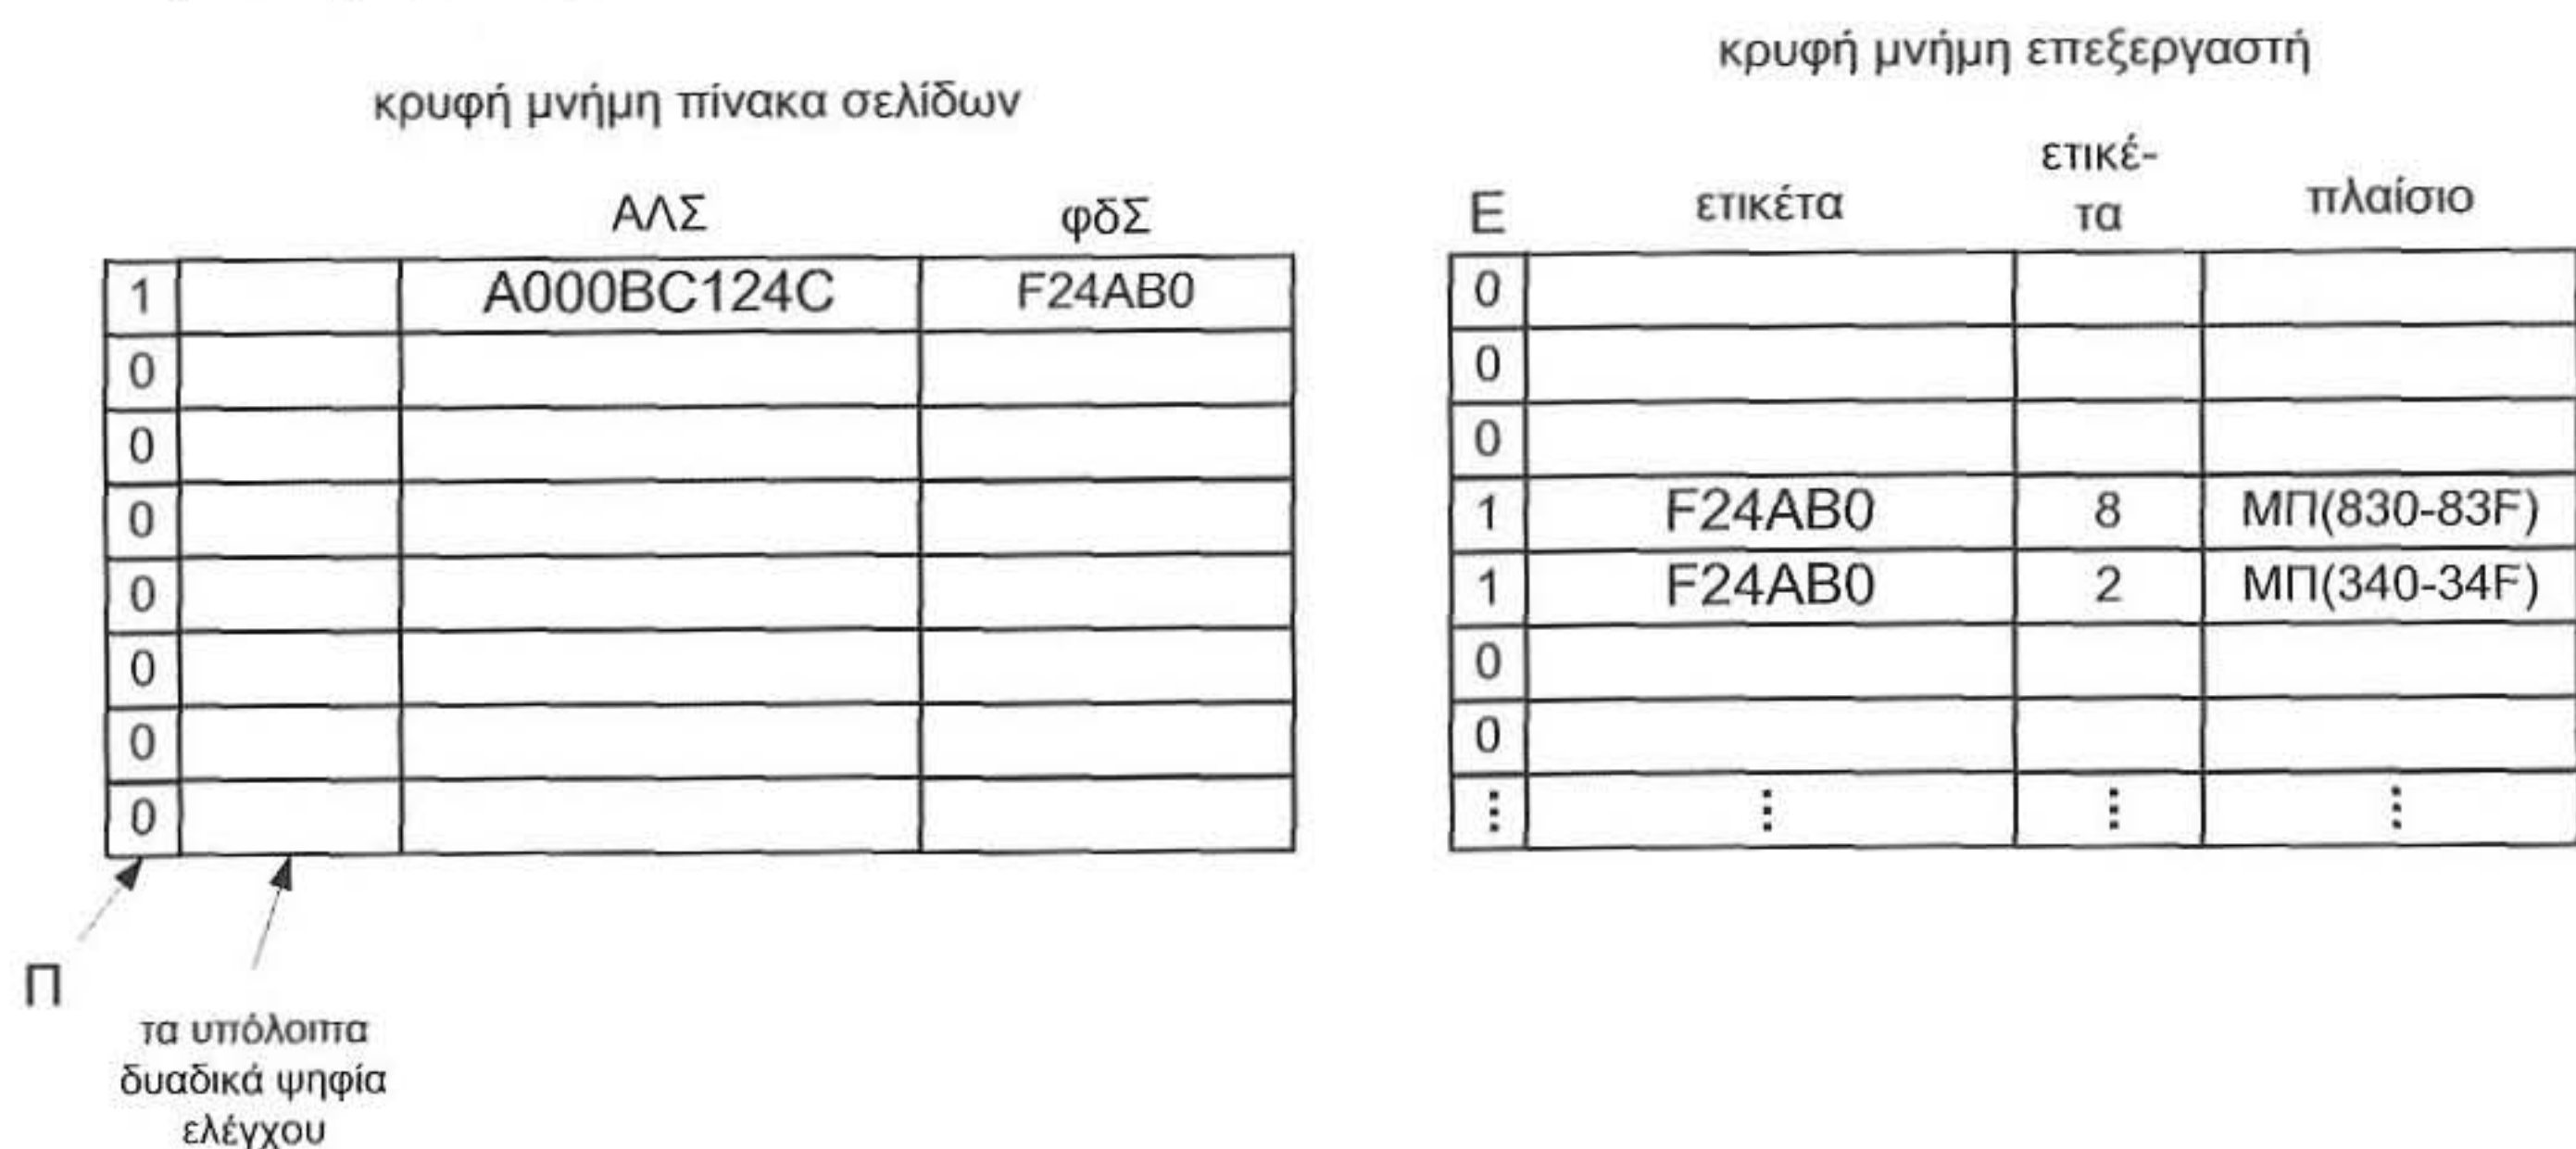 κρυφή μνήμη πίνακα σελίδων
ΑΛΣ φδΣ
1 A000BC124C F24AB0
0
0
0
0
0
0
0
Π
τα υπόλοιπα
δυαδικά ψηφία
ελέγχου
κρυφή μνήμη επεξεργαστή
Ε ετικέτα ετικέ-
τα πλαίσιο
0
0
0
1 F24AB0 8 ΜΠ(830-83F)
1 F24AB0 2 ΜΠ(340-34F)
0
0
⋮ ⋮ ⋮ ⋮